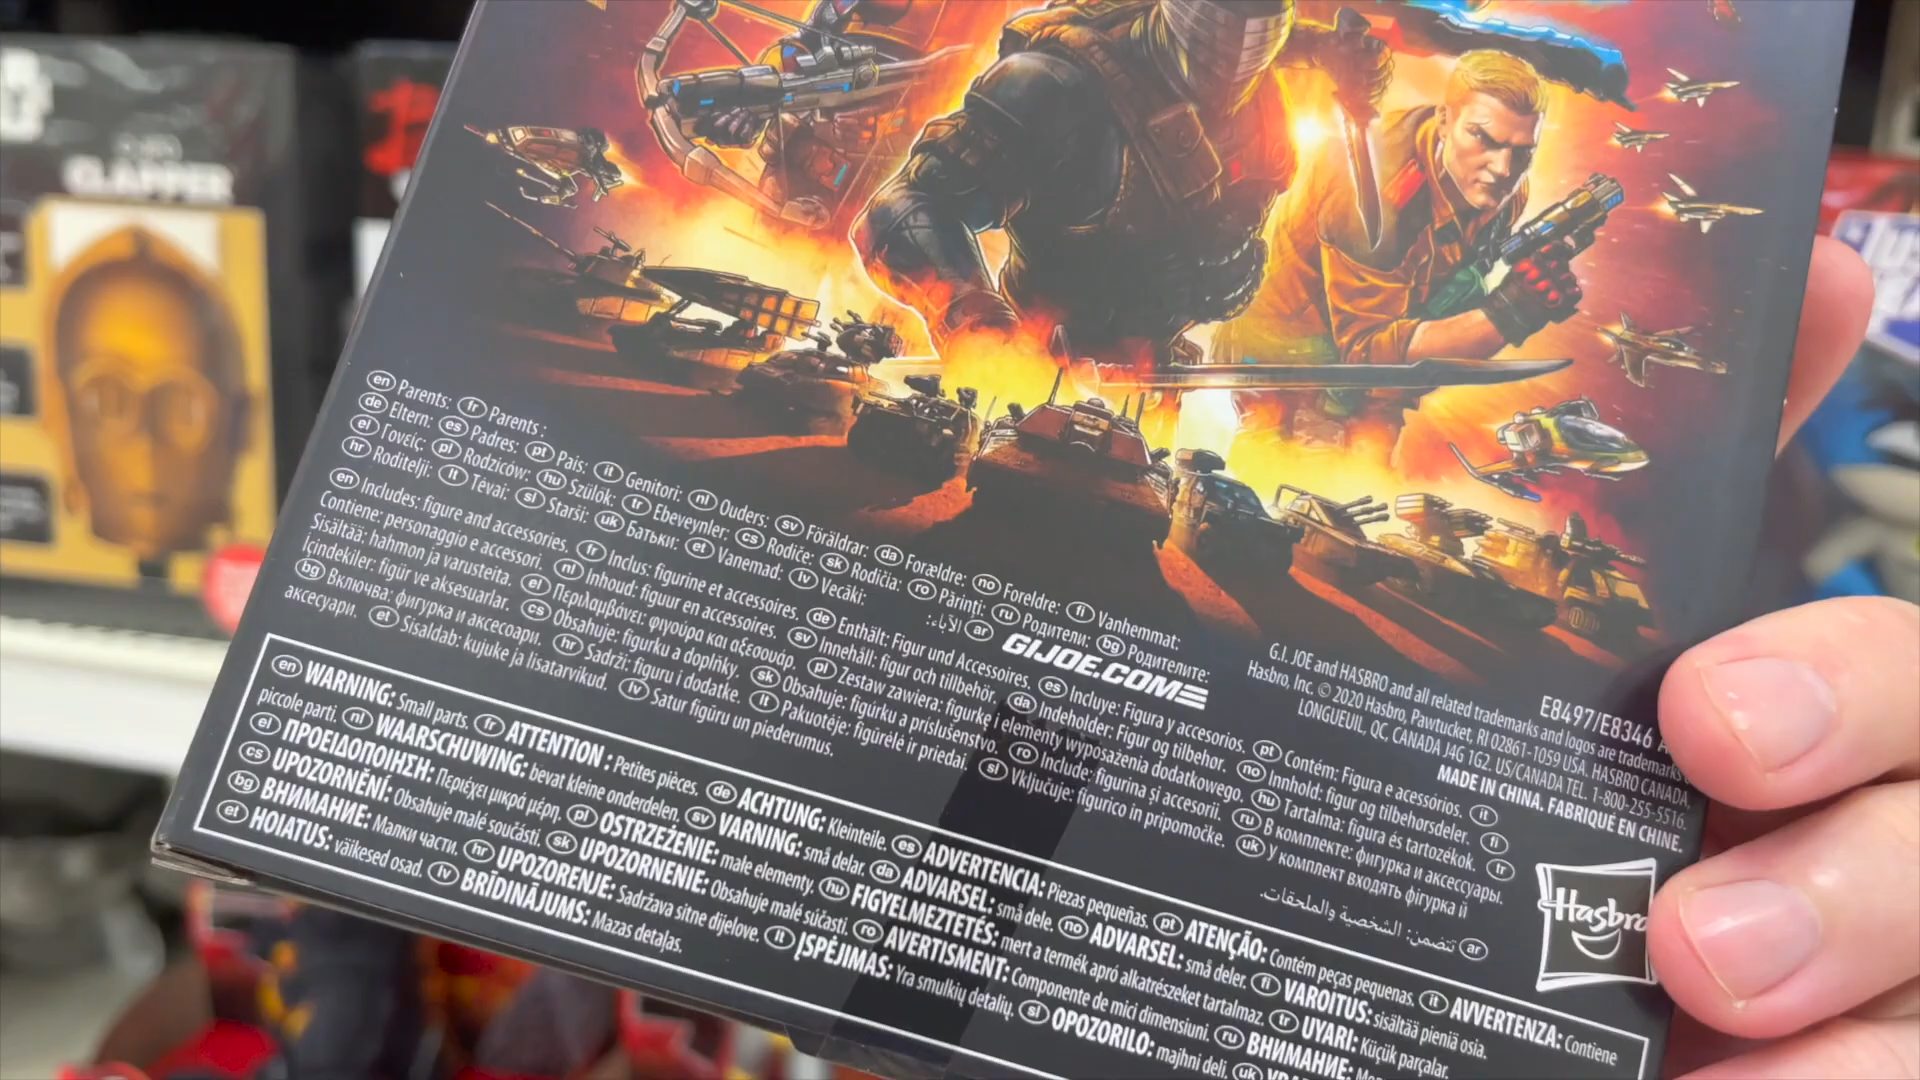 CLAPPER
en Parents: fr Parents :
de Eltern: es Padres: pt Pais: it Genitori: nl Ouders: sv Föräldrar: da Forældre: no Foreldre: fi Vanhemmat:
el Γονείς: pl Rodziców: hu Szülők: tr Ebeveynler: cs Rodiče: sk Rodičia: ro Părinţi: ru Родители: bg Родителите:
hr Roditelji: lt Tėvai: sl Starši: uk Батьки: et Vanemad: lv Vecāki: ar الآباء:
GIJOE.COM
en Includes: figure and accessories. fr Inclus: figurine et accessoires. de Enthält: Figur und Accessoires. es Incluye: Figura y accesorios. pt Contém: Figura e acessórios. it
Contiene: personaggio e accessori. nl Inhoud: figuur en accessoires. sv Innehåll: figur och tillbehör. da Indeholder: Figur og tilbehør. no Innhold: figur og tilbehørsdeler. fi
Sisältää: hahmon ja varusteita. el Περιλαμβάνει: φιγούρα και αξεσουάρ. pl Zestaw zawiera: figurkę i elementy wyposażenia dodatkowego. hu Tartalma: figura és tartozékok. tr
İçindekiler: figür ve aksesuarlar. cs Obsahuje: figurku a doplňky. sk Obsahuje: figúrku a príslušenstvo. ro Include: figurina şi accesorii. ru В комплекте: фигурка и аксессуары.
bg Включва: фигурка и аксесоари. hr Sadrži: figuru i dodatke. lt Pakuotėje: figūrėlė ir priedai. sl Vključuje: figurico in pripomočke. uk У комплект входять фігурка й
аксесуари. et Sisaldab: kujuke ja lisatarvikud. lv Satur figūru un piederumus. ar تتضمن: الشخصية والملحقات.
E8497/E8346
G.I. JOE and HASBRO and all related trademarks and logos are trademarks
Hasbro, Inc. © 2020 Hasbro, Pawtucket, RI 02861-1059 USA. HASBRO CANADA,
LONGUEUIL, QC, CANADA J4G 1G2. US/CANADA TEL. 1-800-255-5516.
MADE IN CHINA. FABRIQUÉ EN CHINE.
Hasbro
en WARNING: Small parts. fr ATTENTION : Petites pièces. de ACHTUNG: Kleinteile. es ADVERTENCIA: Piezas pequeñas. pt ATENÇÃO: Contém peças pequenas. it AVVERTENZA: Contiene
piccole parti. nl WAARSCHUWING: bevat kleine onderdelen. sv VARNING: små delar. da ADVARSEL: små dele. no ADVARSEL: små deler. fi VAROITUS: sisältää pieniä osia.
el ΠΡΟΕΙΔΟΠΟΙΗΣΗ: Περιέχει μικρά μέρη. pl OSTRZEŻENIE: małe elementy. hu FIGYELMEZTETÉS: mert a termék apró alkatrészeket tartalmaz. tr UYARI: Küçük parçalar.
cs UPOZORNĚNÍ: Obsahuje malé součásti. sk UPOZORNENIE: Obsahuje malé súčasti. ro AVERTISMENT: Componente de mici dimensiuni. ru ВНИМАНИЕ:
bg ВНИМАНИЕ: Малки части. hr UPOZORENJE: Sadržava sitne dijelove. lt ĮSPĖJIMAS: Yra smulkių detalių. sl OPOZORILO: majhni deli. uk
et HOIATUS: väikesed osad. lv BRĪDINĀJUMS: Mazas detaļas.